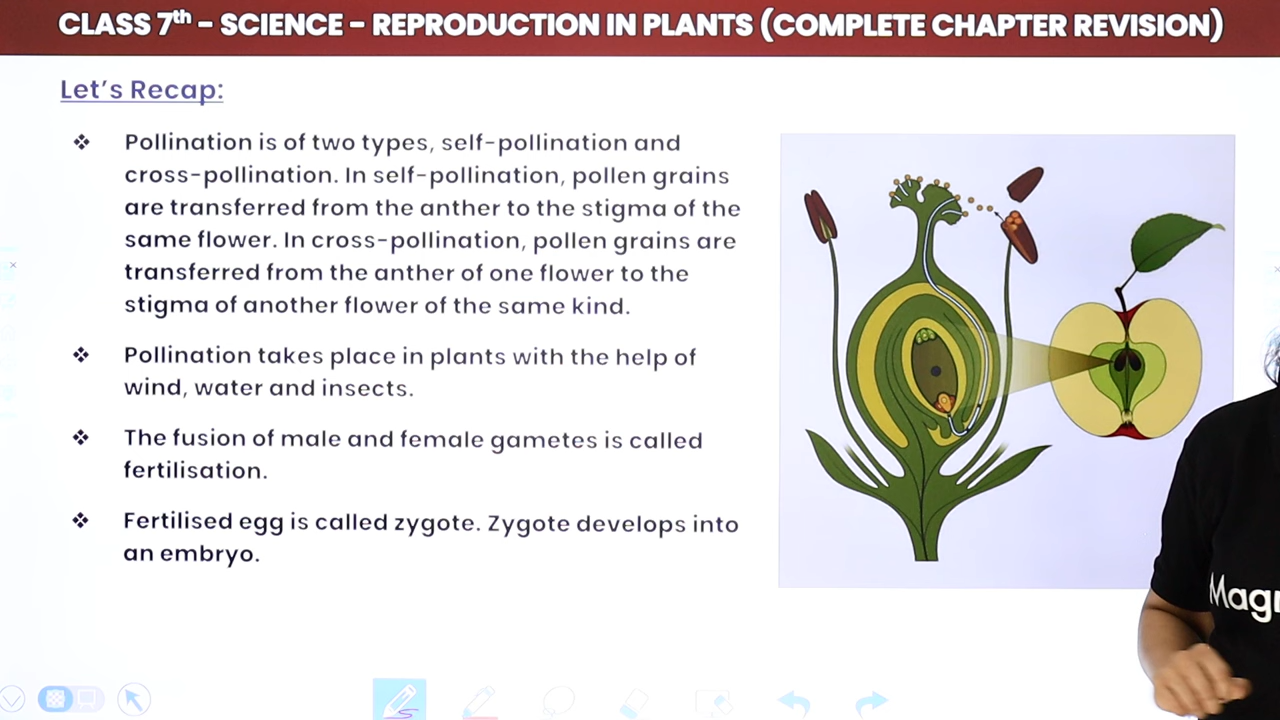 CLASS 7th – SCIENCE – REPRODUCTION IN PLANTS (COMPLETE CHAPTER REVISION)
Let's Recap:
❖ Pollination is of two types, self-pollination and
cross-pollination. In self-pollination, pollen grains
are transferred from the anther to the stigma of the
same flower. In cross-pollination, pollen grains are
transferred from the anther of one flower to the
stigma of another flower of the same kind.
❖ Pollination takes place in plants with the help of
wind, water and insects.
❖ The fusion of male and female gametes is called
fertilisation.
❖ Fertilised egg is called zygote. Zygote develops into
an embryo.